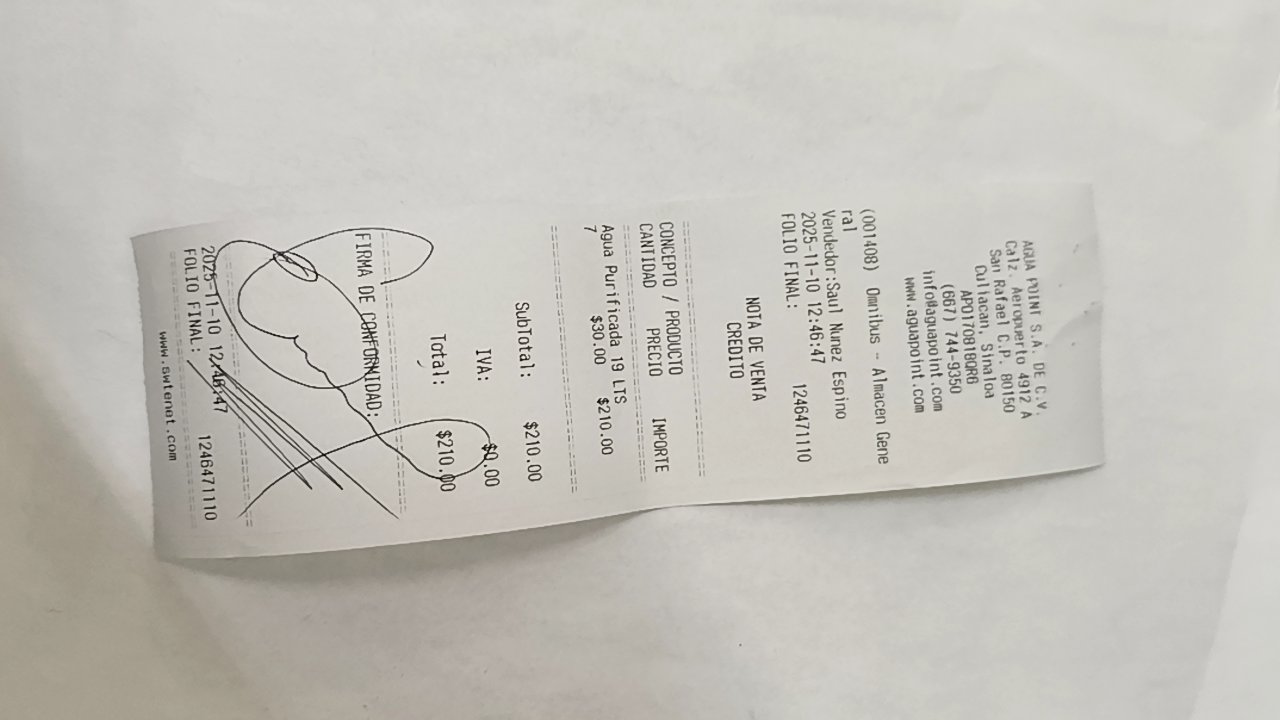 AGUA POINT S.A. DE C.V.
Calz. Aeropuerto 4912 A
San Rafael C.P. 80150
Culiacan, Sinaloa
APO170818QR6
(667) 744-9350
info@aguapoint.com
www.aguapoint.com
(001408) Omnibus - Almacen Gene
ral
Vendedor:Saul Nunez Espino
2025-11-10 12:46:47
FOLIO FINAL: 1246471110
NOTA DE VENTA
CREDITO
CONCEPTO / PRODUCTO
CANTIDAD PRECIO IMPORTE
Agua Purificada 19 LTS
7 $30.00 $210.00
SubTotal: $210.00
IVA: $0.00
Total: $210.00
FIRMA DE CONFORMIDAD:
2025-11-10 12:46:47
FOLIO FINAL: 1246471110
www.swtenet.com